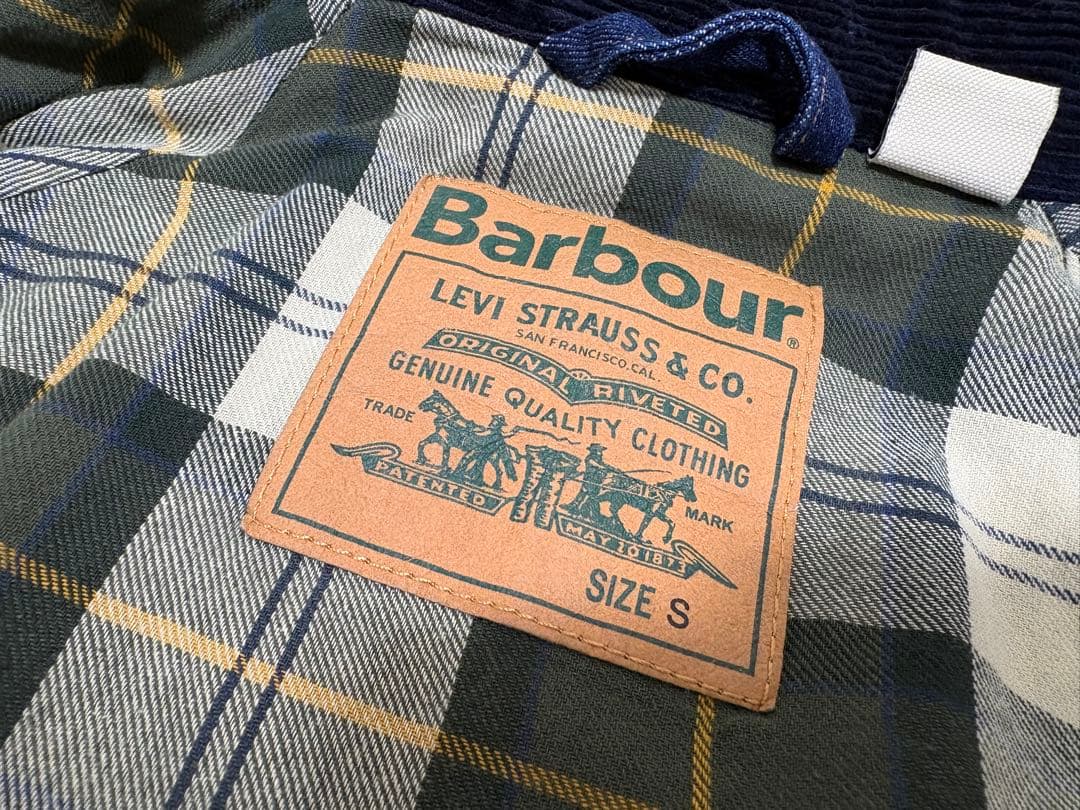 Barbour®
LEVI STRAUSS & CO.
SAN FRANCISCO, CAL.
ORIGINAL RIVETED
GENUINE QUALITY CLOTHING
TRADE MARK
PATENTED MAY 20 1873
SIZE S